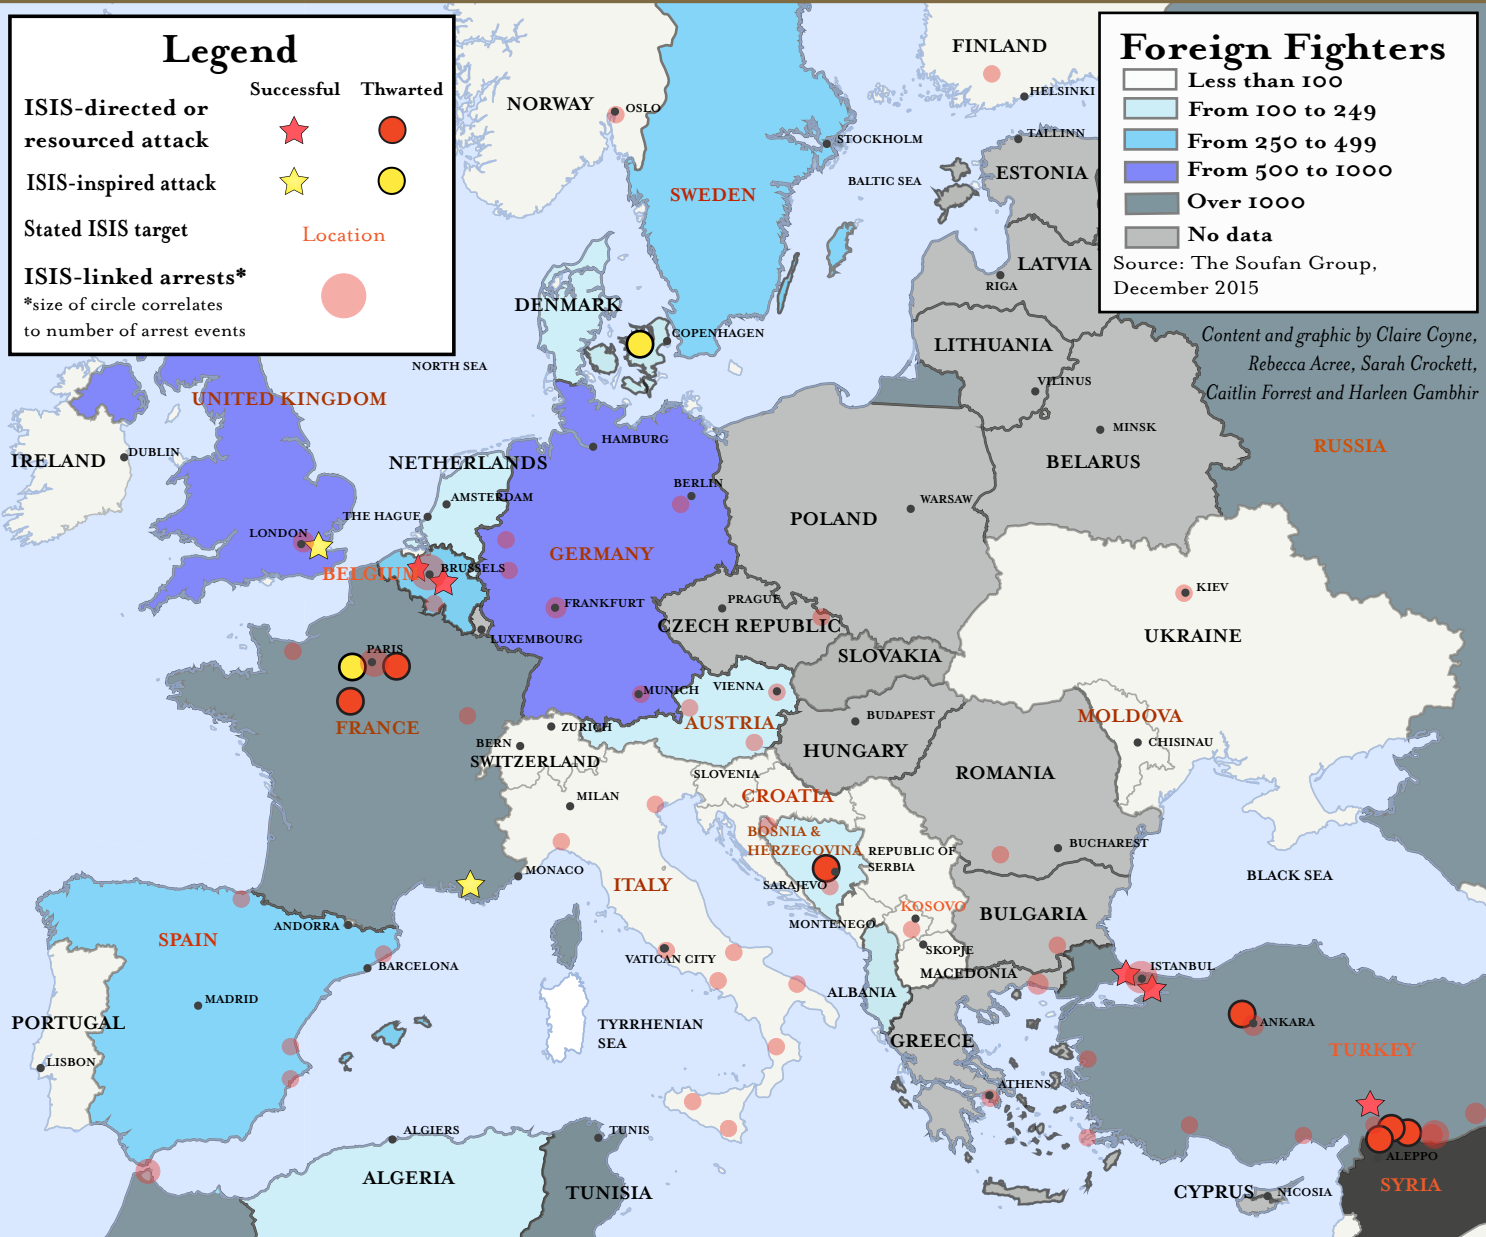 Legend
Successful Thwarted
ISIS-directed or
resourced attack
ISIS-inspired attack
Stated ISIS target
Location
ISIS-linked arrests*
*size of circle correlates
to number of arrest events
Foreign Fighters
Less than 100
From 100 to 249
From 250 to 499
From 500 to 1000
Over 1000
No data
Source: The Soufan Group,
December 2015
Content and graphic by Claire Coyne,
Rebecca Acre, Sarah Crockett,
Caitlin Forrest and Harleen Gambhir
FINLAND
HELSINKI
NORWAY
OSLO
STOCKHOLM
TALLINN
ESTONIA
BALTIC SEA
SWEDEN
LATVIA
RIGA
DENMARK
COPENHAGEN
LITHUANIA
NORTH SEA
VILINUS
UNITED KINGDOM
MINSK
HAMBURG
RUSSIA
DUBLIN
IRELAND
NETHERLANDS
BELARUS
BERLIN
AMSTERDAM
WARSAW
THE HAGUE
POLAND
LONDON
GERMANY
BRUSSELS
BELGIUM
KIEV
PRAGUE
FRANKFURT
CZECH REPUBLIC
LUXEMBOURG
UKRAINE
PARIS
SLOVAKIA
MUNICH
VIENNA
BUDAPEST
MOLDOVA
FRANCE
ZURICH
AUSTRIA
BERN
CHISINAU
HUNGARY
SWITZERLAND
SLOVENIA
ROMANIA
MILAN
CROATIA
BOSNIA &
HERZEGOVINA
REPUBLIC OF
SERBIA
BUCHAREST
MONACO
BLACK SEA
ITALY
SARAJEVO
KOSOVO
BULGARIA
MONTENEGO
ANDORRA
SPAIN
SKOPJE
VATICAN CITY
BARCELONA
ISTANBUL
MACEDONIA
ALBANIA
MADRID
PORTUGAL
TYRRHENIAN
SEA
ANKARA
GREECE
TURKEY
LISBON
ATHENS
ALGIERS
TUNIS
ALEPPO
ALGERIA
SYRIA
TUNISIA
CYPRUS
NICOSIA